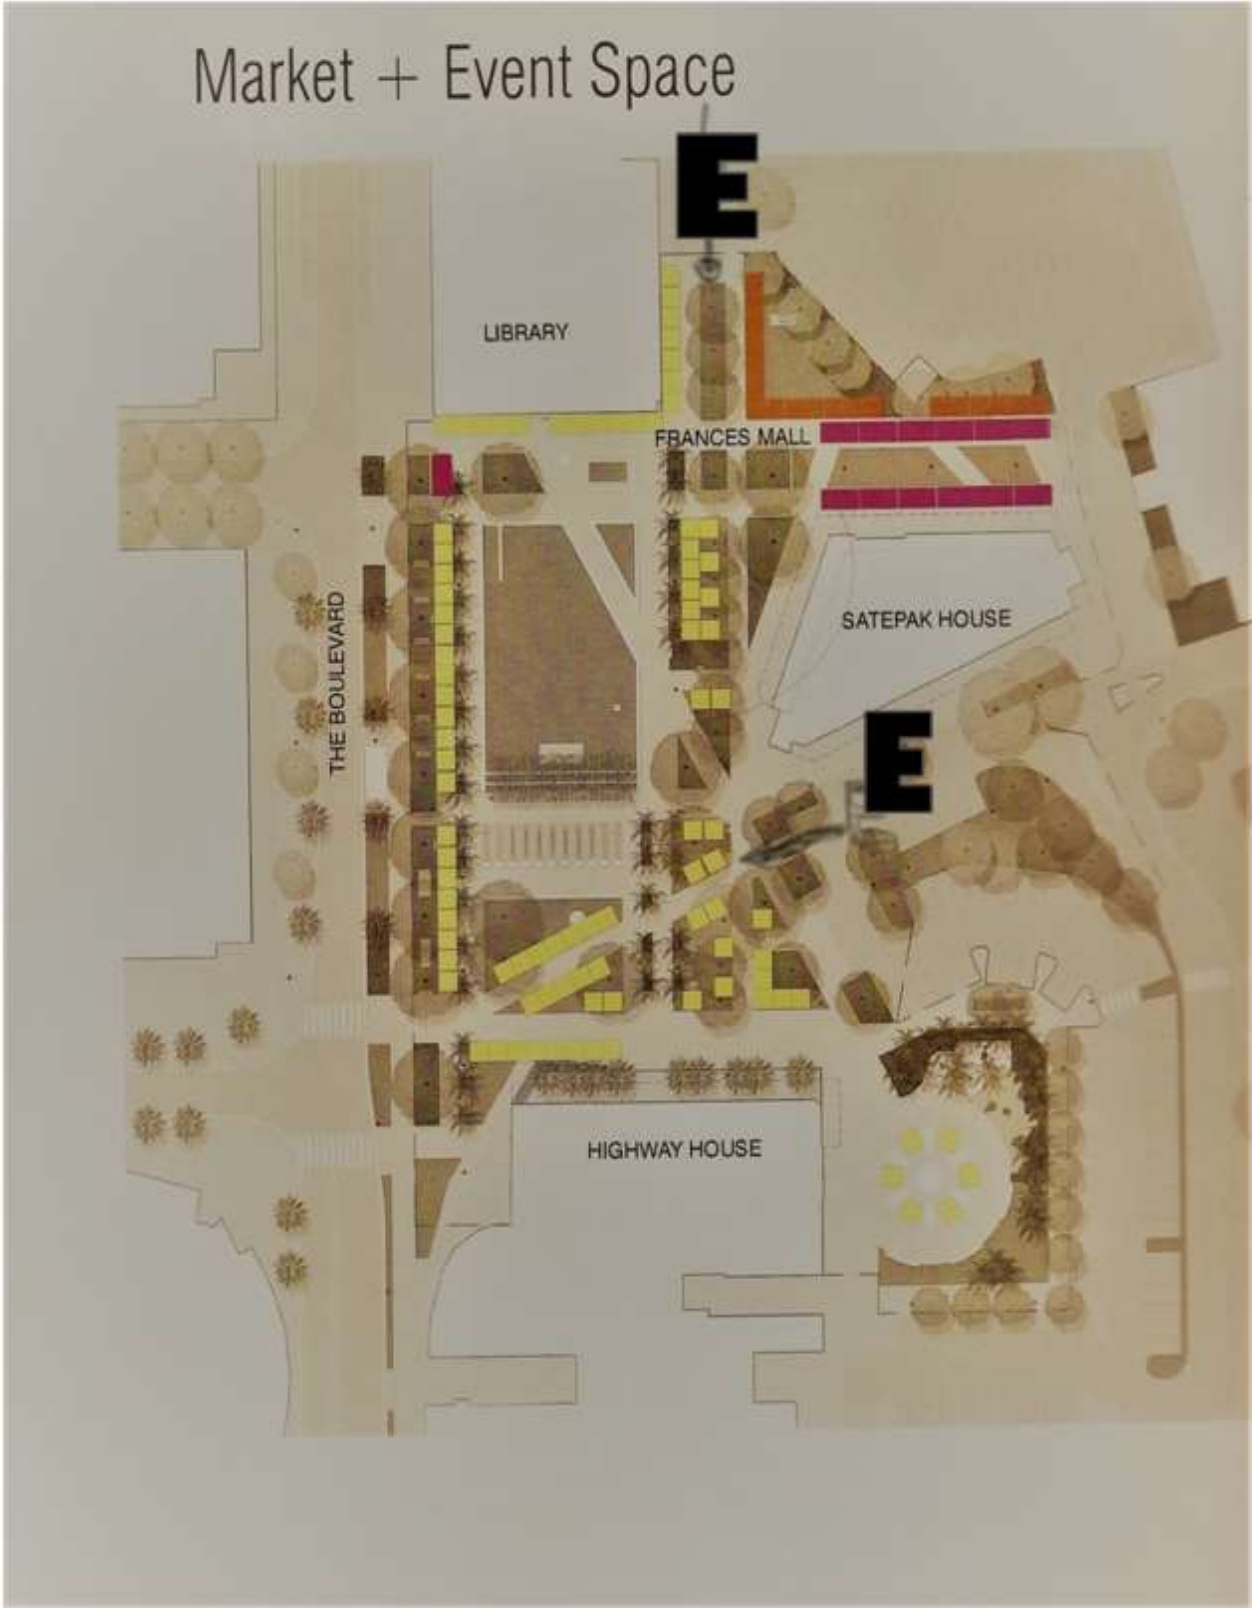 Market + Event Space
E
LIBRARY
FRANCES MALL
SATEPAK HOUSE
THE BOULEVARD
E
HIGHWAY HOUSE